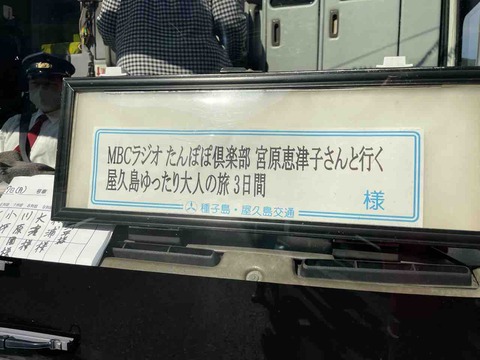 MBCラジオ たんぽぽ倶楽部 宮原恵津子さんと行く
屋久島ゆったり大人の旅 3日間
様
種子島・屋久島交通